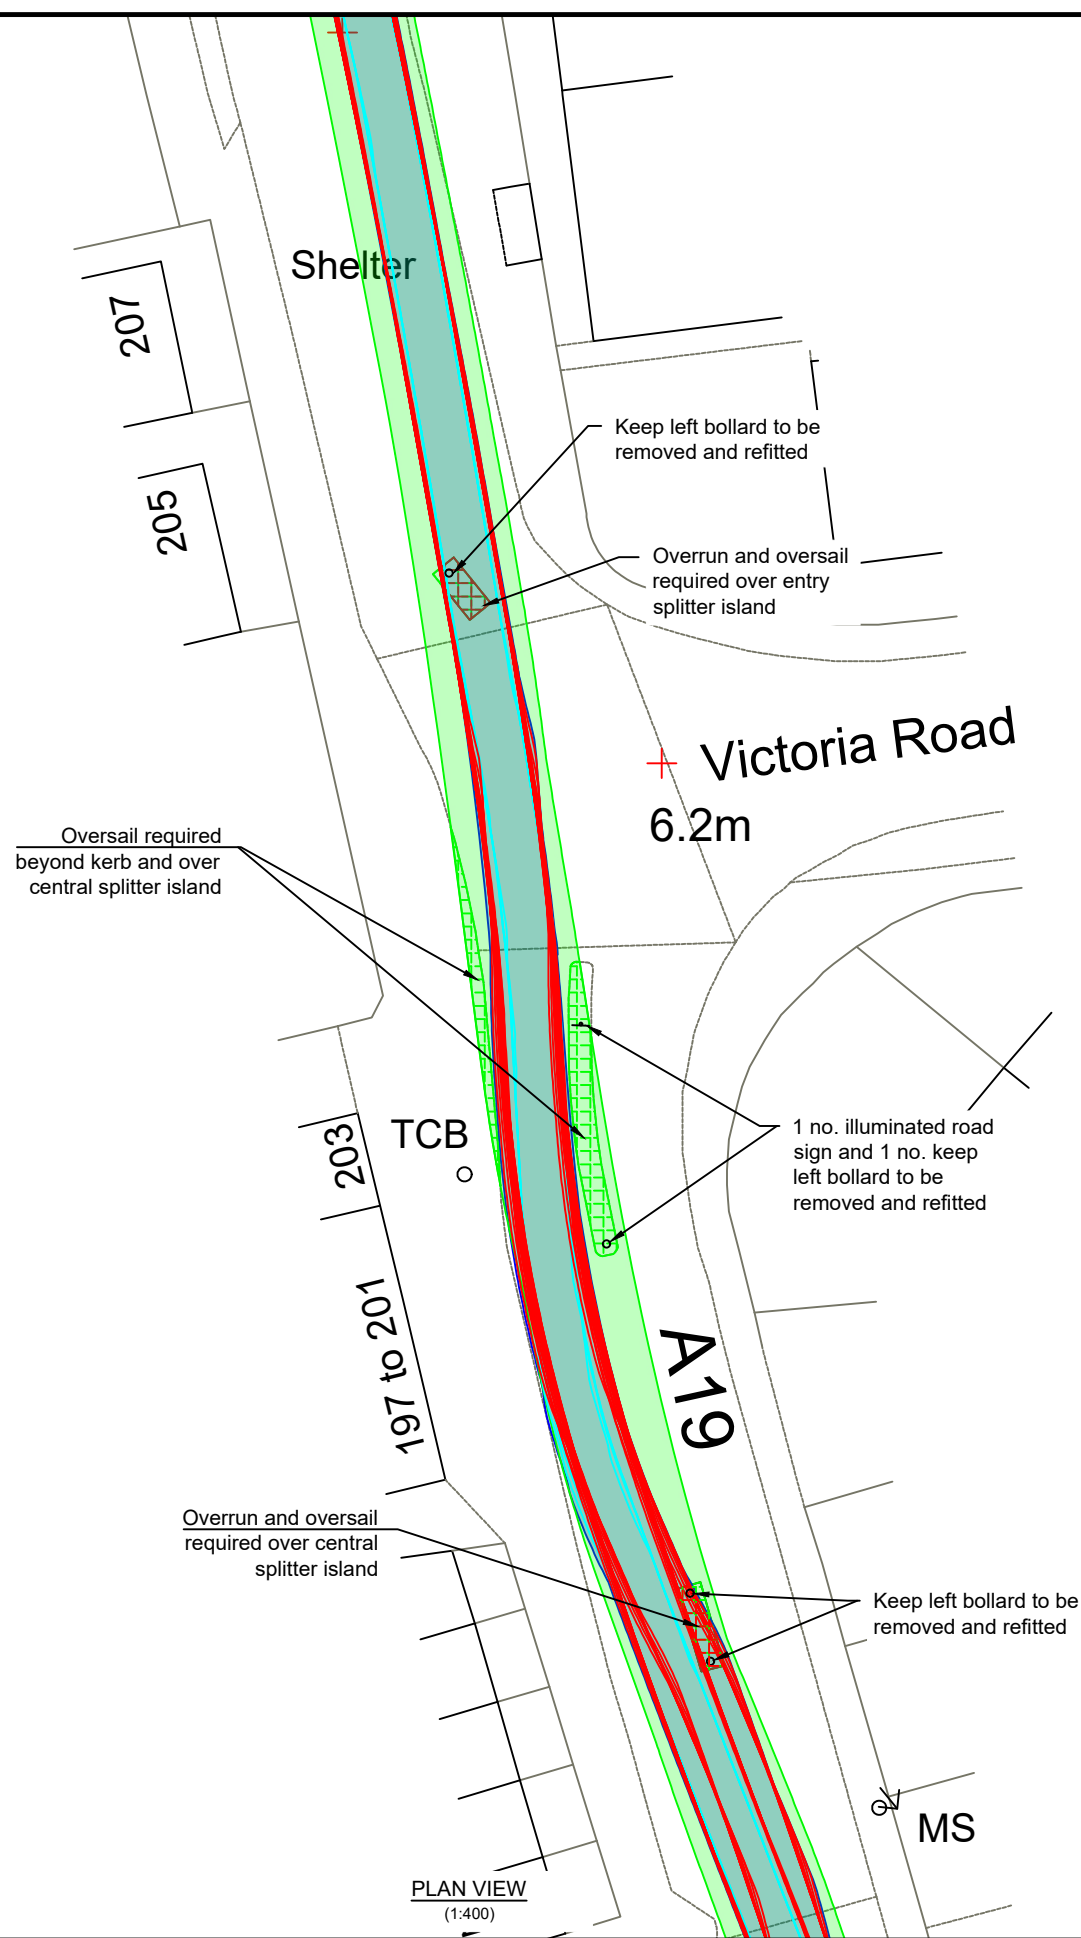 Shelter
207
205
Keep left bollard to be
removed and refitted
Overrun and oversail
required over entry
splitter island
Victoria Road
6.2m
Oversail required
beyond kerb and over
central splitter island
TCB
203
1 no. illuminated road
sign and 1 no. keep
left bollard to be
removed and refitted
197 to 201
A19
Overrun and oversail
required over central
splitter island
Keep left bollard to be
removed and refitted
MS
PLAN VIEW
(1:400)